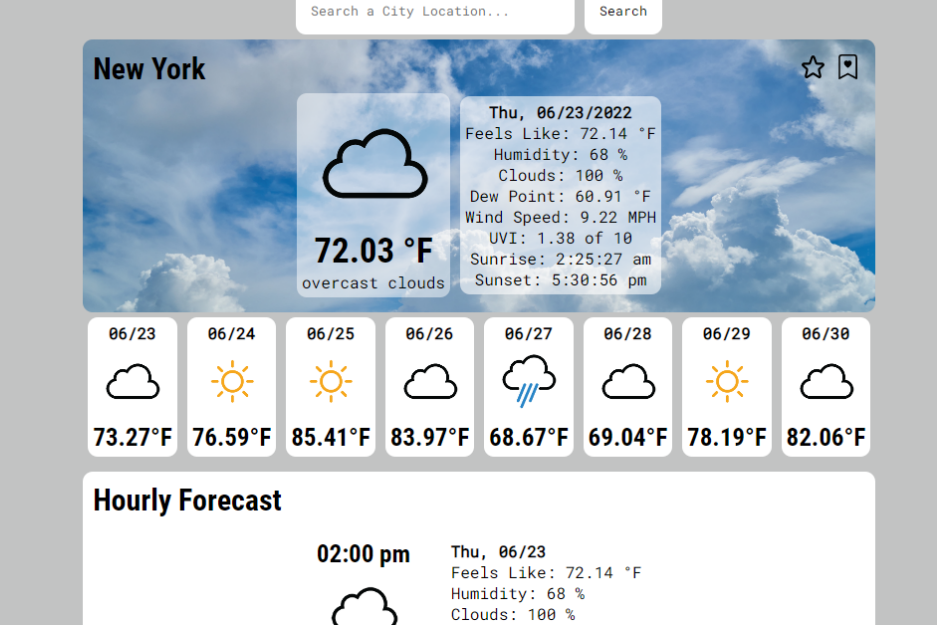 Search a City Location...
Search
New York
72.03 °F
overcast clouds
Thu, 06/23/2022
Feels Like: 72.14 °F
Humidity: 68 %
Clouds: 100 %
Dew Point: 60.91 °F
Wind Speed: 9.22 MPH
UVI: 1.38 of 10
Sunrise: 2:25:27 am
Sunset: 5:30:56 pm
06/23
73.27°F
06/24
76.59°F
06/25
85.41°F
06/26
83.97°F
06/27
68.67°F
06/28
69.04°F
06/29
78.19°F
06/30
82.06°F
Hourly Forecast
02:00 pm
Thu, 06/23
Feels Like: 72.14 °F
Humidity: 68 %
Clouds: 100 %